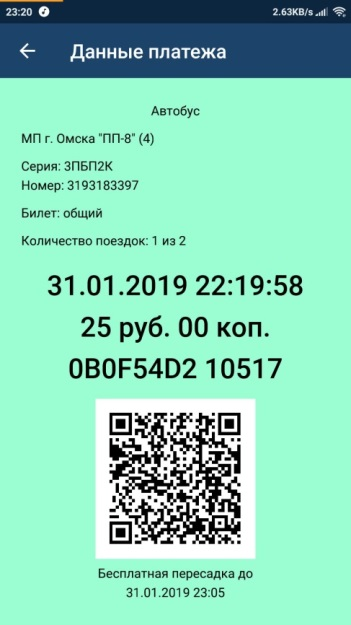 23:20 2.63KB/s
Данные платежа
Автобус
МП г. Омска "ПП-8" (4)
Серия: ЗПБП2К
Номер: 3193183397
Билет: общий
Количество поездок: 1 из 2
31.01.2019 22:19:58
25 руб. 00 коп.
0B0F54D2 10517
Бесплатная пересадка до
31.01.2019 23:05